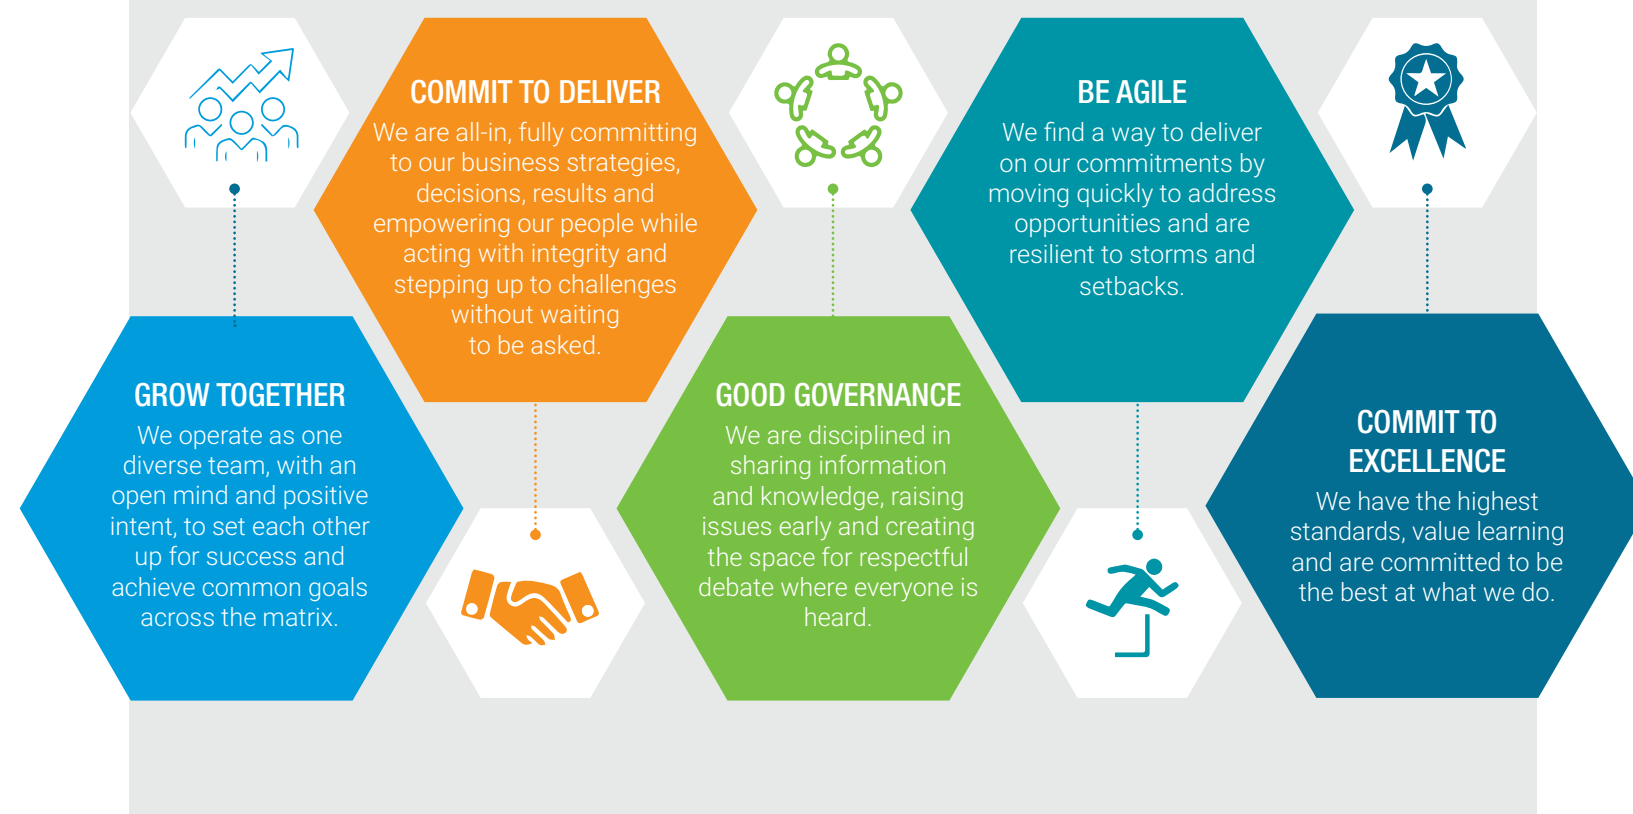 GROW TOGETHER
We operate as one
diverse team, with an
open mind and positive
intent, to set each other
up for success and
achieve common goals
across the matrix.
COMMIT TO DELIVER
We are all-in, fully committing
to our business strategies,
decisions, results and
empowering our people while
acting with integrity and
stepping up to challenges
without waiting
to be asked.
GOOD GOVERNANCE
We are disciplined in
sharing information
and knowledge, raising
issues early and creating
the space for respectful
debate where everyone is
heard.
BE AGILE
We find a way to deliver
on our commitments by
moving quickly to address
opportunities and are
resilient to storms and
setbacks.
COMMIT TO
EXCELLENCE
We have the highest
standards, value learning
and are committed to be
the best at what we do.